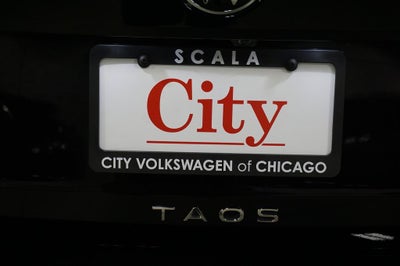 SCALA
City
CITY VOLKSWAGEN of CHICAGO
TAOS